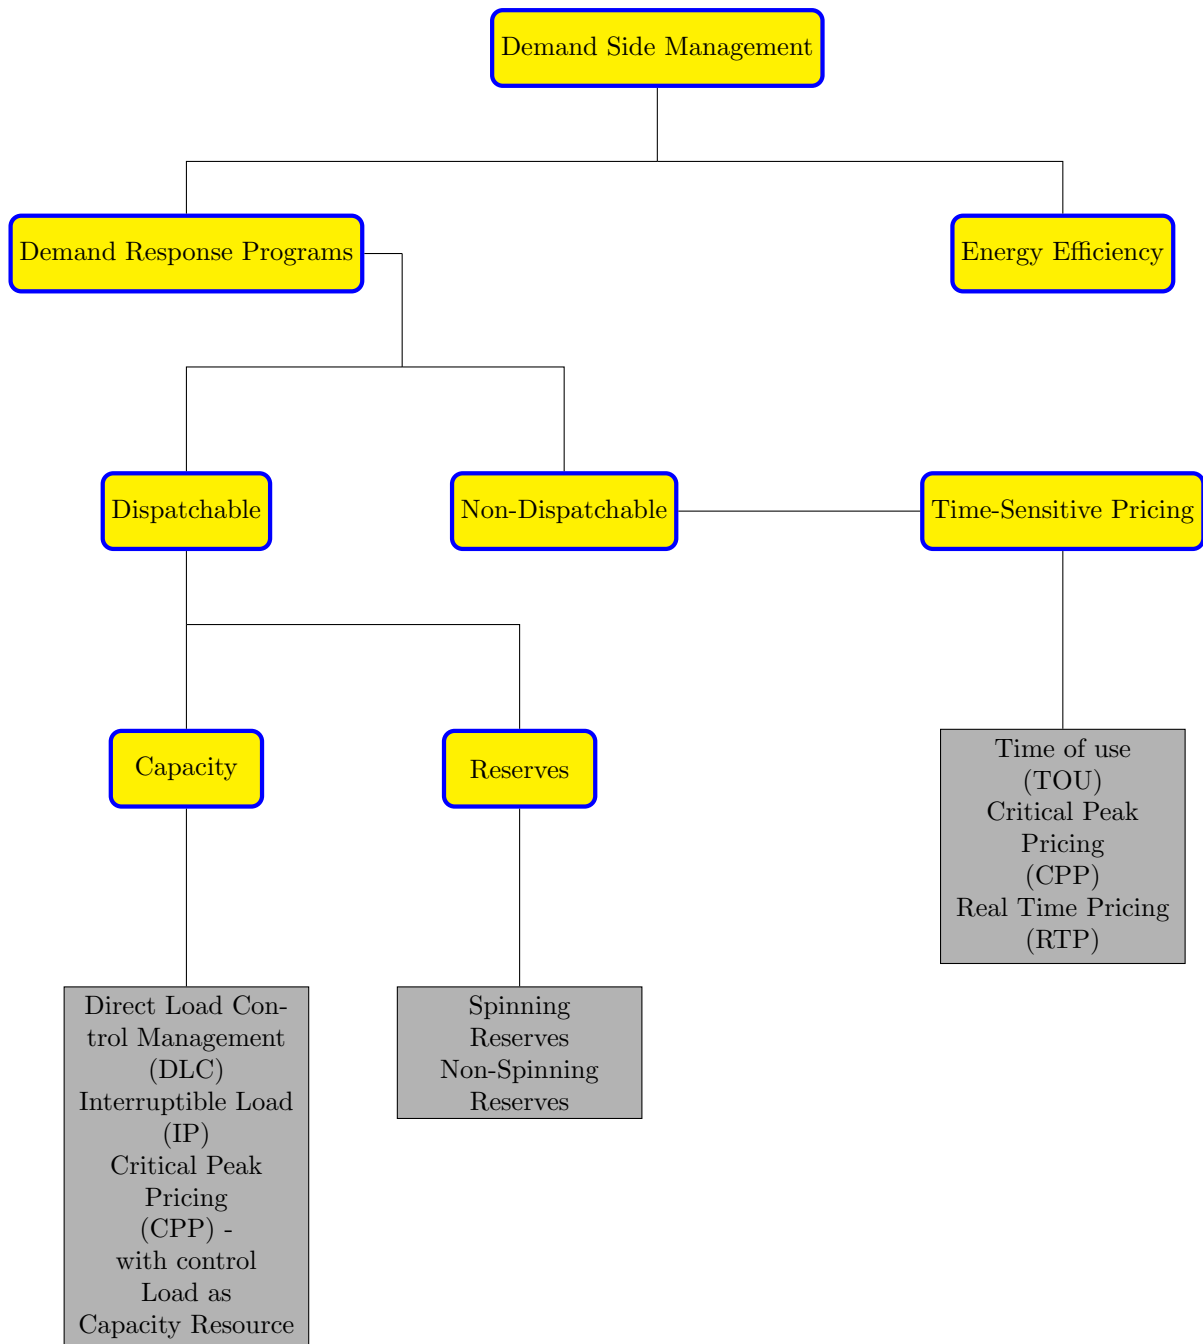 Demand Side Management
Demand Response Programs
Energy Efficiency
Dispatchable
Non-Dispatchable
Time-Sensitive Pricing
Capacity
Reserves
Time of use
(TOU)
Critical Peak
Pricing
(CPP)
Real Time Pricing
(RTP)
Direct Load Con-
trol Management
(DLC)
Interruptible Load
(IP)
Critical Peak
Pricing
(CPP) -
with control
Load as
Capacity Resource
Spinning
Reserves
Non-Spinning
Reserves